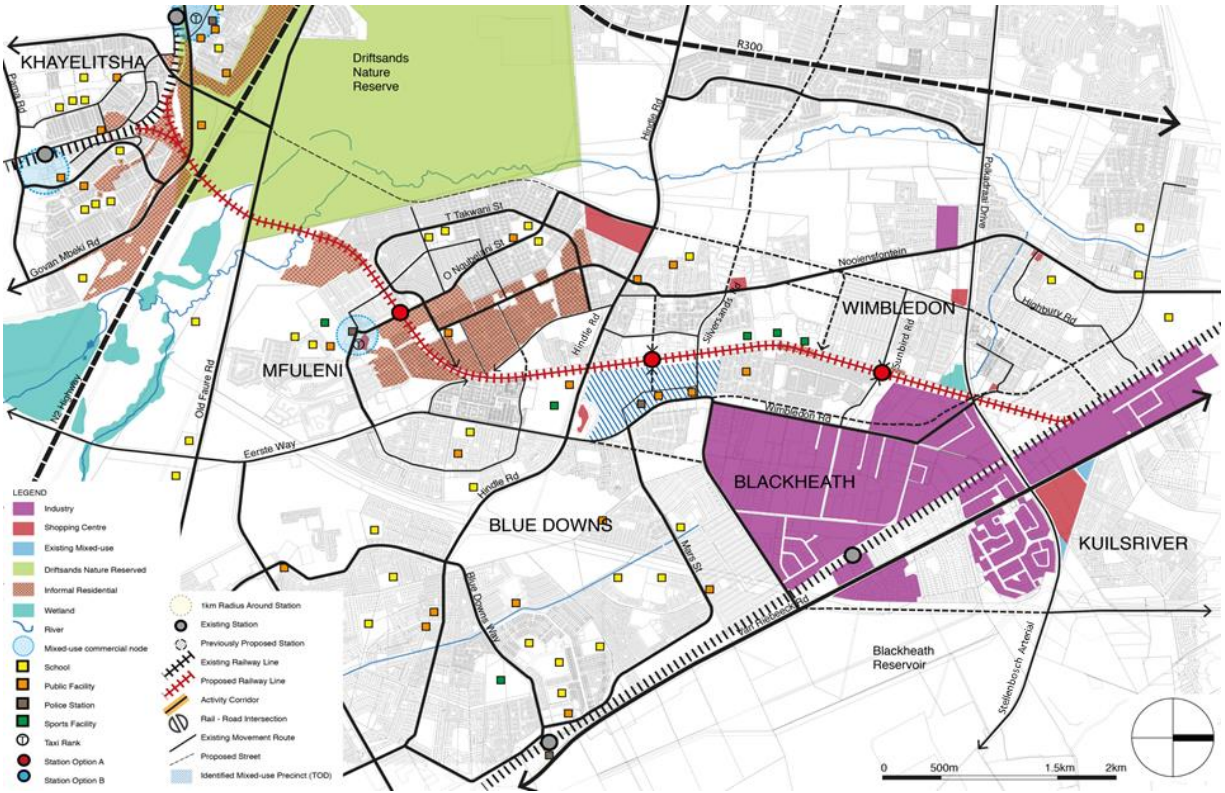 KHAYELITSHA
Pama Rd
Govan Mbeki Rd
Driftsands
Nature
Reserve
R300
Hindle Rd
Polkadraai Drive
T Takwani St
O Nqubelani St
Nooiensfontein
WIMBLEDON
Highbury Rd
Silversands Rd
Sunbird Rd
Hindle Rd
MFULENI
N2 Highway
Old Faure Rd
Eerste Way
Wimbledon Rd
BLACKHEATH
Hindle Rd
BLUE DOWNS
KUILSRIVER
Mars St
Blue Downs Way
Van Riebeeck Rd
Blackheath
Reservoir
Stellenbosch Arterial
LEGEND
Industry
Shopping Centre
Existing Mixed-use
Driftsands Nature Reserved
Informal Residential
Wetland
River
Mixed-use commercial node
School
Public Facility
Police Station
Sports Facility
T
Taxi Rank
Station Option A
Station Option B
1km Radius Around Station
Existing Station
Previously Proposed Station
Existing Railway Line
Proposed Railway Line
Activity Corridor
Rail - Road Intersection
Existing Movement Route
Proposed Street
Identified Mixed-use Precinct (TOD)
0 500m 1.5km 2km